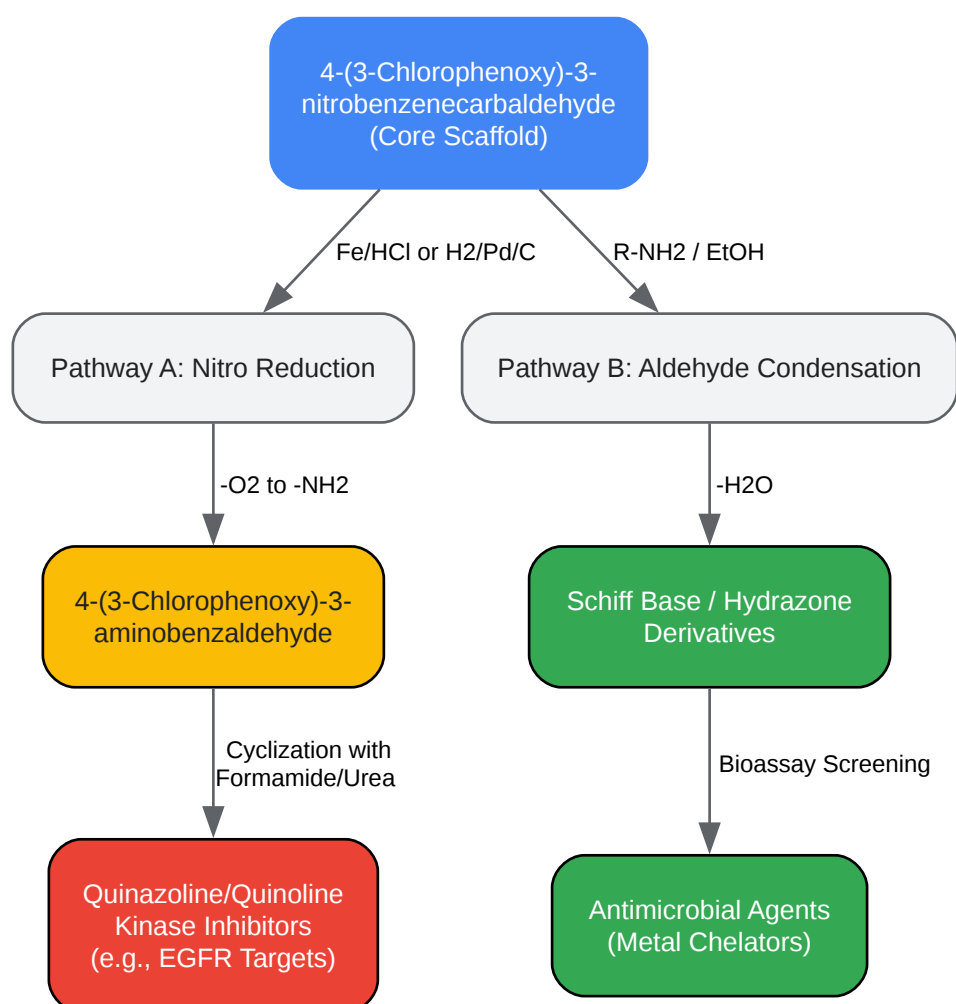 4-(3-Chlorophenoxy)-3-
nitrobenzenecarbaldehyde
(Core Scaffold)
Fe/HCl or H2/Pd/C
R-NH2 / EtOH
Pathway A: Nitro Reduction
Pathway B: Aldehyde Condensation
-O2 to -NH2
-H2O
4-(3-Chlorophenoxy)-3-
aminobenzaldehyde
Schiff Base / Hydrazone
Derivatives
Cyclization with
Formamide/Urea
Bioassay Screening
Quinazoline/Quinoline
Kinase Inhibitors
(e.g., EGFR Targets)
Antimicrobial Agents
(Metal Chelators)